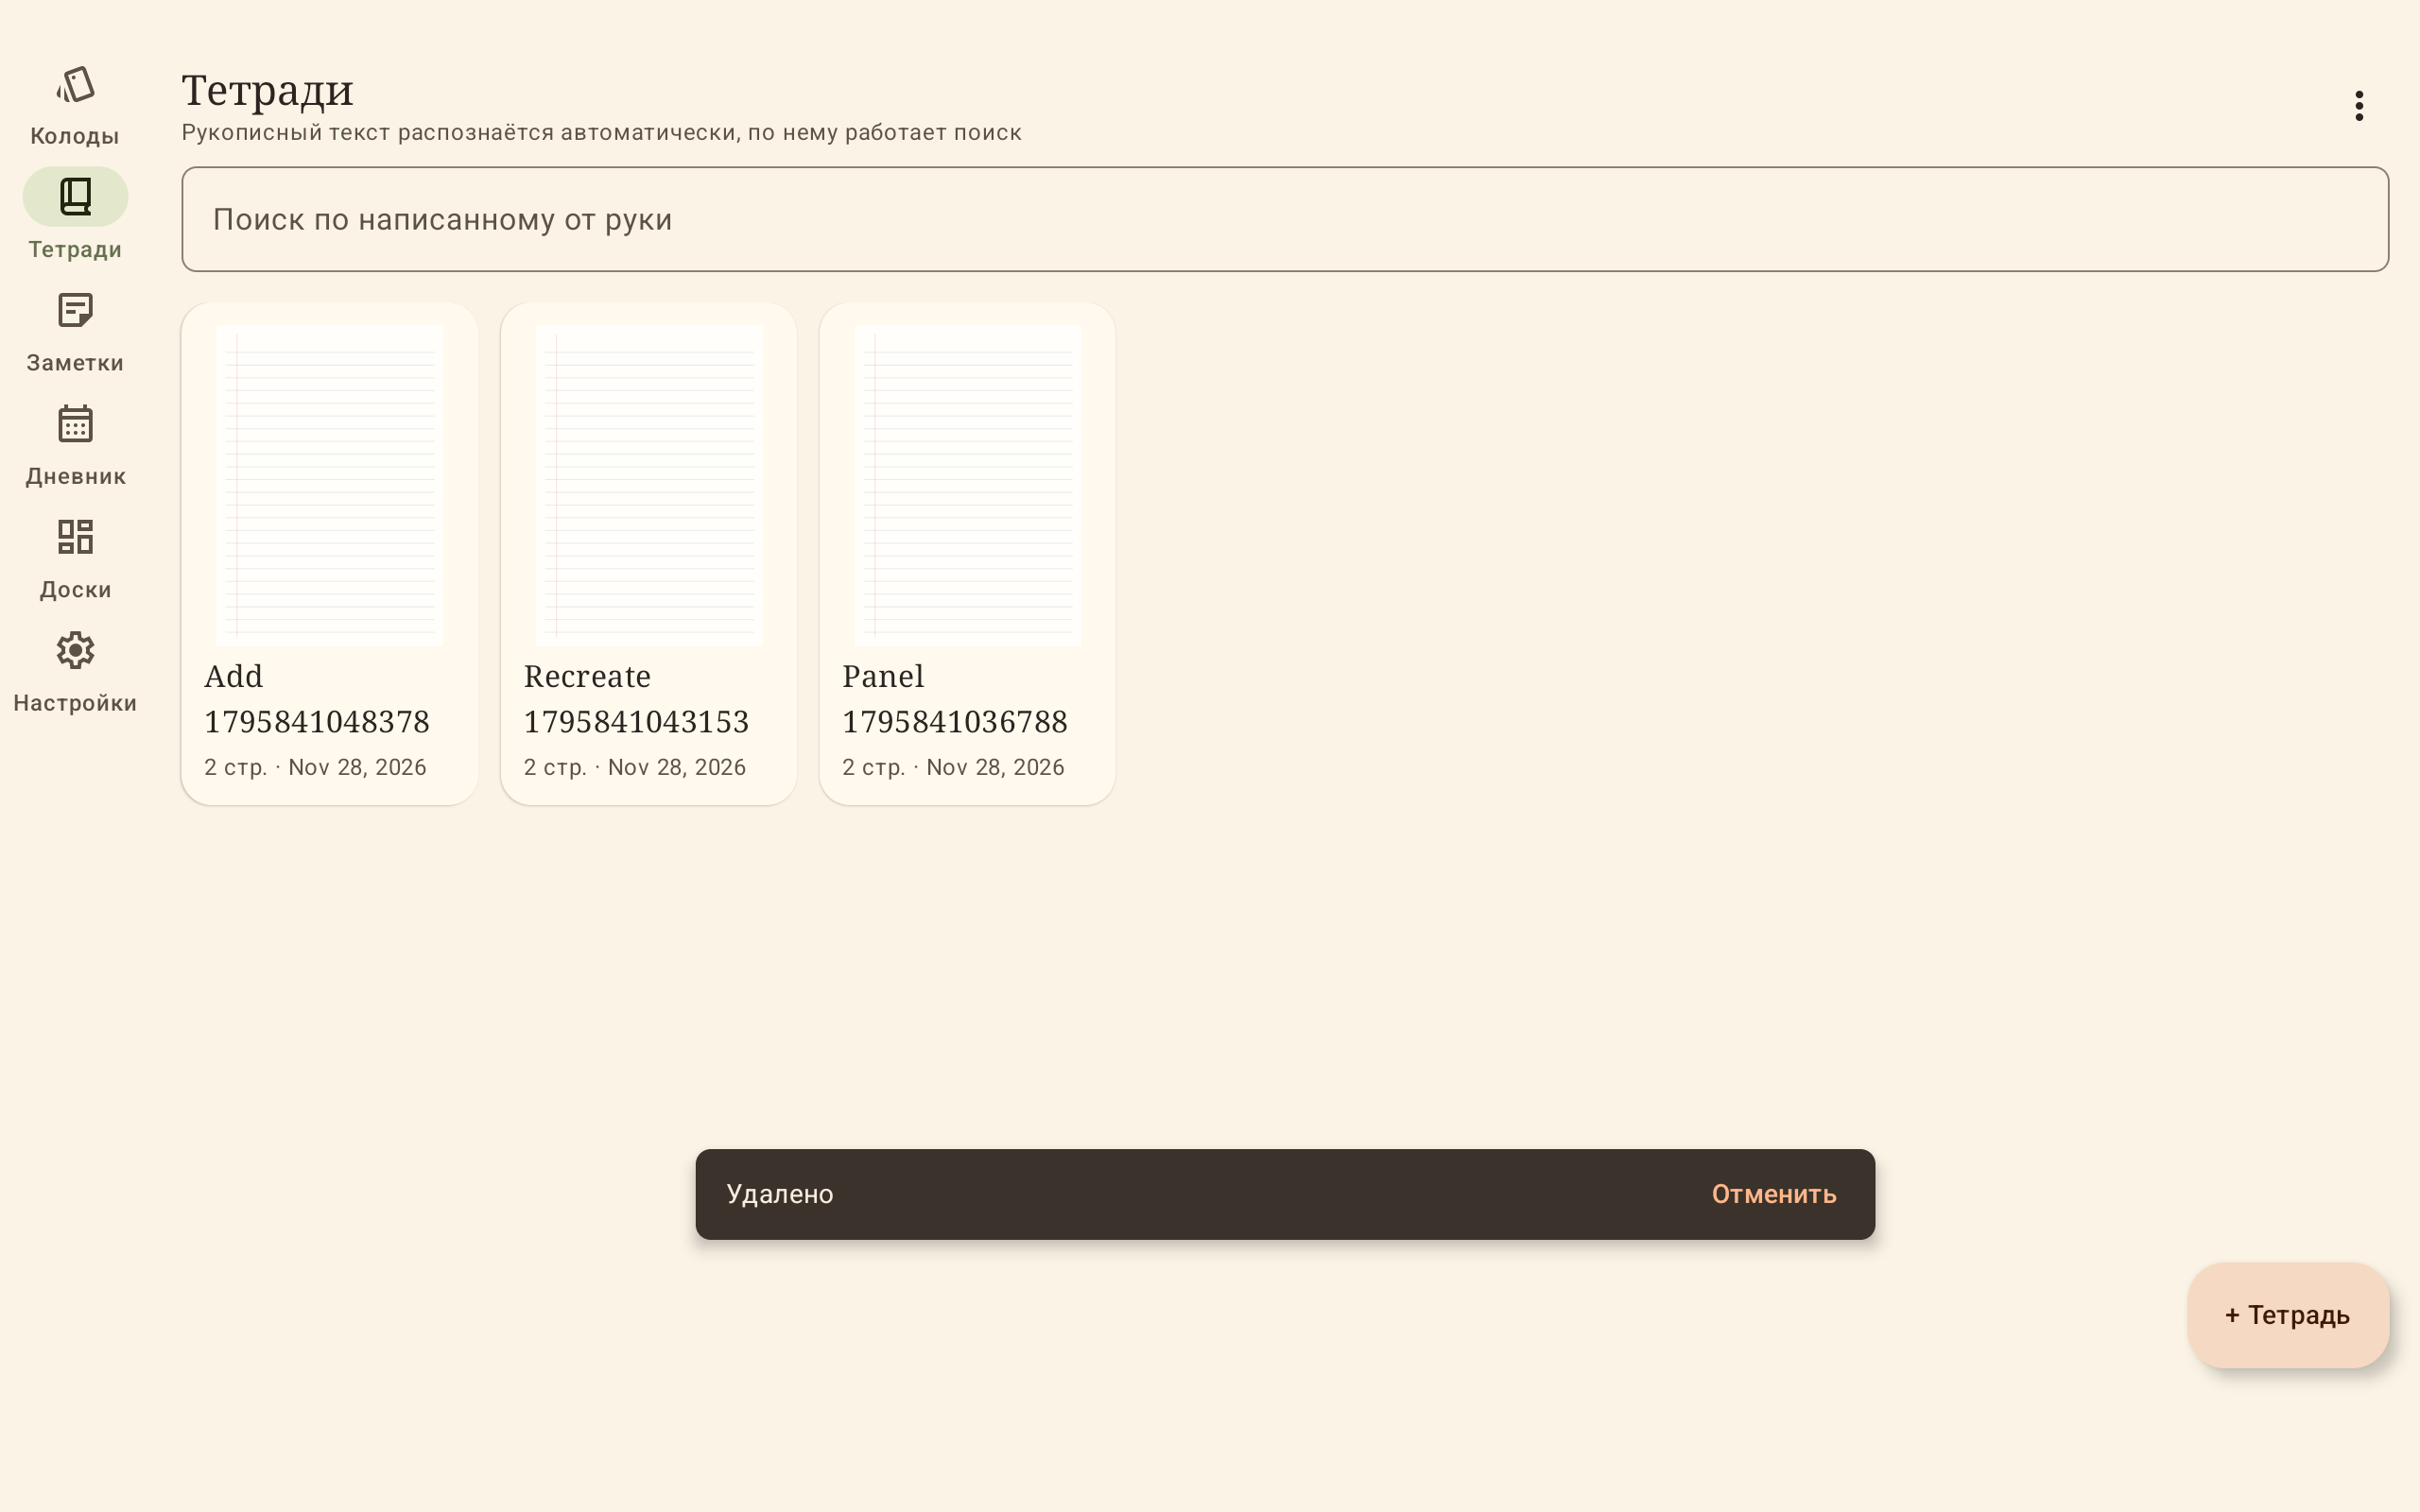 Колоды
Тетради
Заметки
Дневник
Доски
Настройки
Тетради
Рукописный текст распознаётся автоматически, по нему работает поиск
Поиск по написанному от руки
Add
1795841048378
2 стр. · Nov 28, 2026
Recreate
1795841043153
2 стр. · Nov 28, 2026
Panel
1795841036788
2 стр. · Nov 28, 2026
Удалено
Отменить
+ Тетрадь